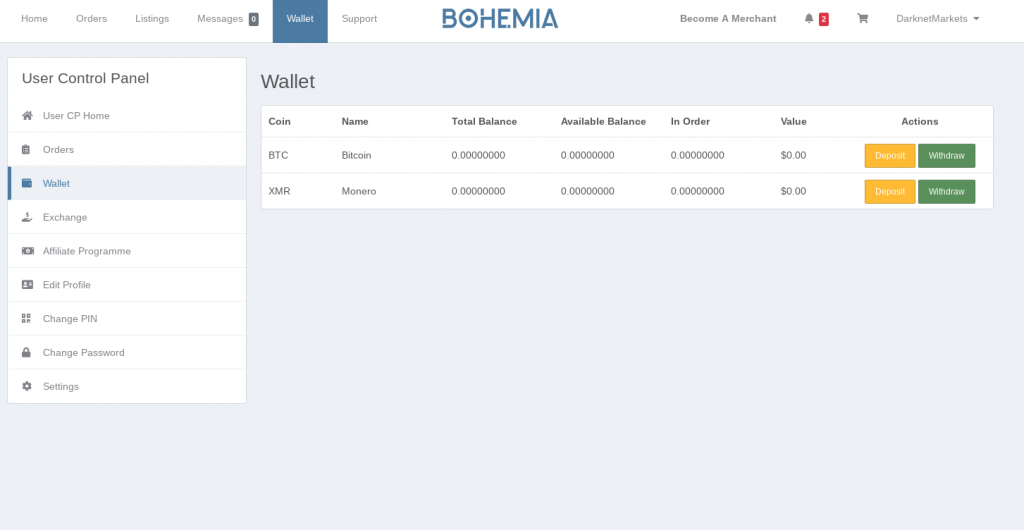 Home Orders Listings Messages 0 Wallet Support BOHEMIA Become A Merchant 2 DarknetMarkets
User Control Panel
User CP Home
Orders
Wallet
Exchange
Affiliate Programme
Edit Profile
Change PIN
Change Password
Settings
Wallet
Coin Name Total Balance Available Balance In Order Value Actions
BTC Bitcoin 0.00000000 0.00000000 0.00000000 $0.00 Deposit Withdraw
XMR Monero 0.00000000 0.00000000 0.00000000 $0.00 Deposit Withdraw